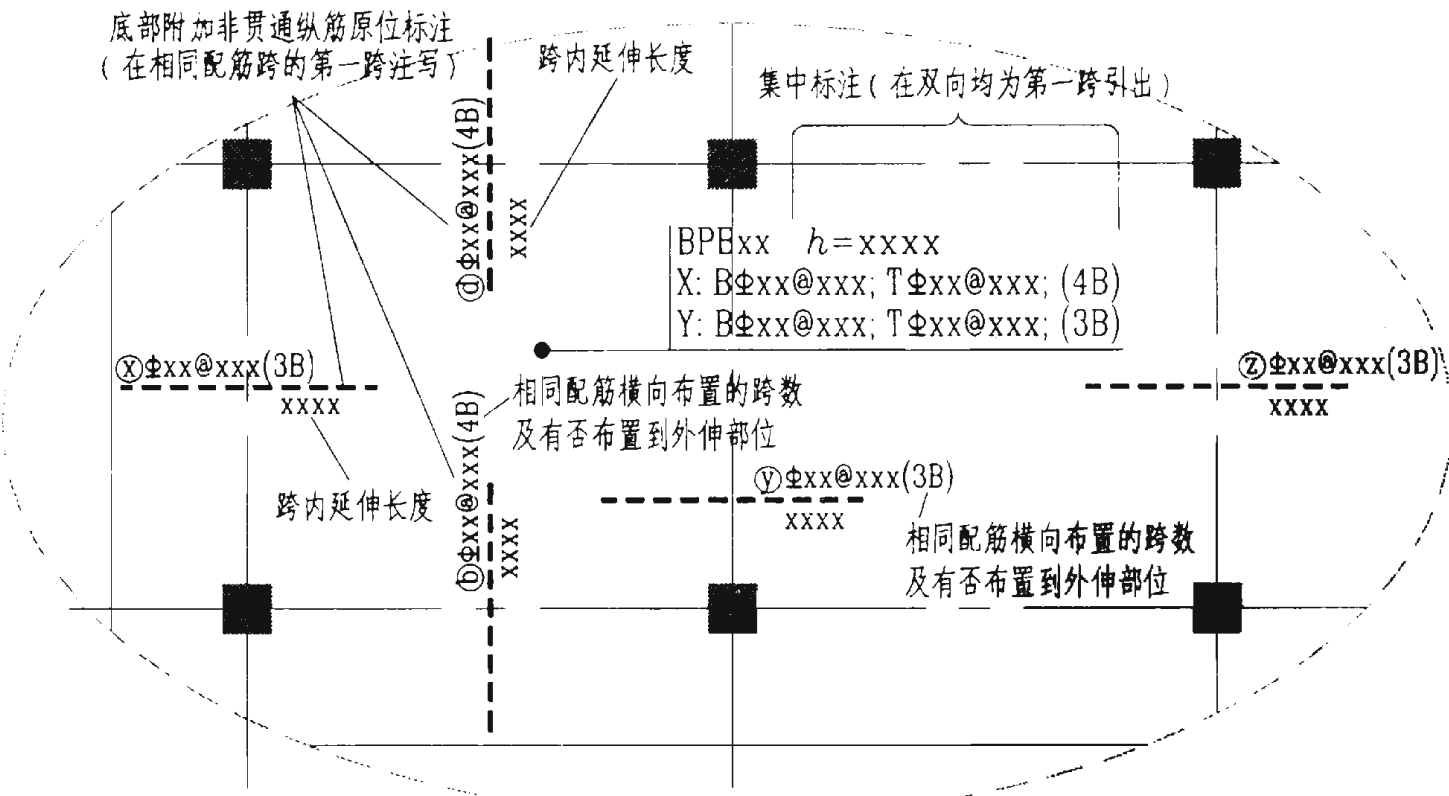 底部附加非贯通纵筋原位标注
(在相同配筋跨的第一跨注写)
跨内延伸长度
集中标注(在双向均为第一跨引出)
ⓓΦxx@xxx(4B)
xxxx
BPBxx h=xxxx
X: BΦxx@xxx; TΦxx@xxx; (4B)
Y: BΦxx@xxx; TΦxx@xxx; (3B)
ⓧΦxx@xxx(3B)
xxxx
ⓩΦxx@xxx(3B)
xxxx
相同配筋横向布置的跨数
及有否布置到外伸部位
ⓑΦxx@xxx(4B)
xxxx
跨内延伸长度
ⓨΦxx@xxx(3B)
xxxx
相同配筋横向布置的跨数
及有否布置到外伸部位